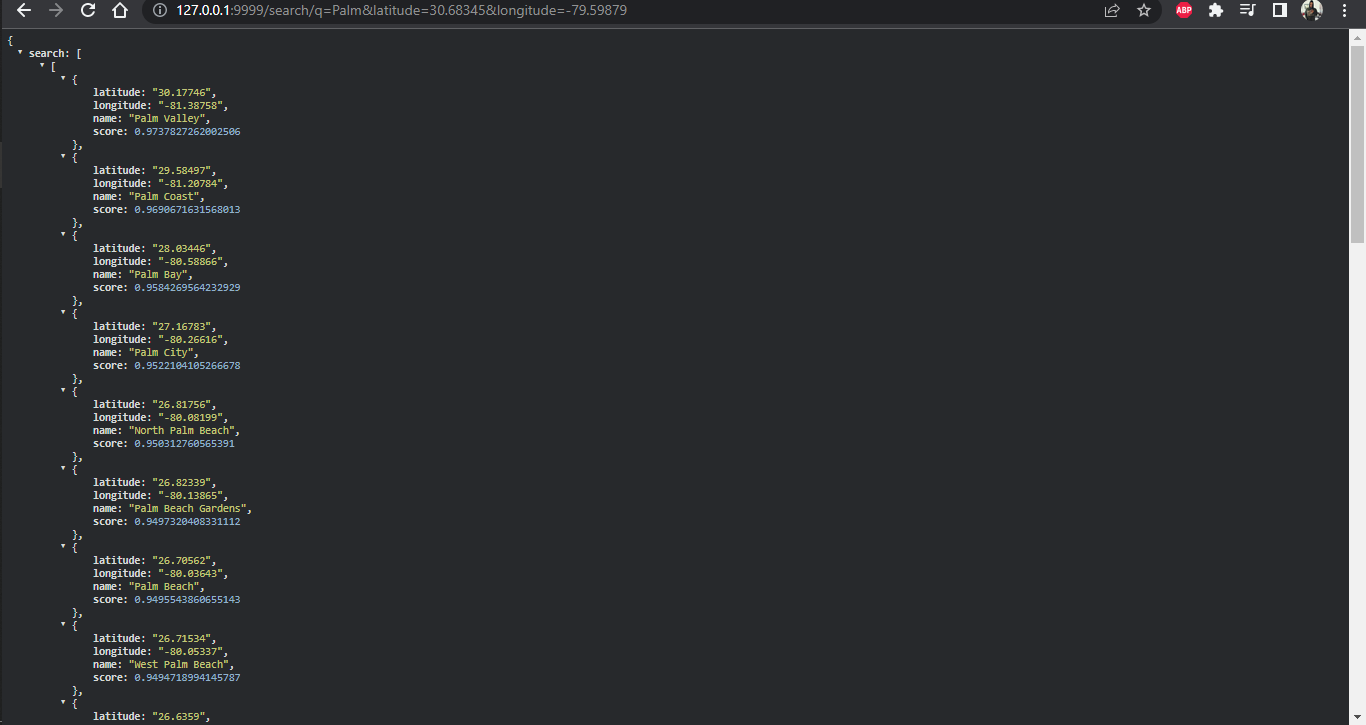 127.0.0.1:9999/search/q=Palm&latitude=30.68345&longitude=-79.59879
ABP
{
search: [
[
{
latitude: "30.17746",
longitude: "-81.38758",
name: "Palm Valley",
score: 0.9737827262002506
},
{
latitude: "29.58497",
longitude: "-81.20784",
name: "Palm Coast",
score: 0.9690671631568013
},
{
latitude: "28.03446",
longitude: "-80.58866",
name: "Palm Bay",
score: 0.9584269564232929
},
{
latitude: "27.16783",
longitude: "-80.26616",
name: "Palm City",
score: 0.9522104105266678
},
{
latitude: "26.81756",
longitude: "-80.08199",
name: "North Palm Beach",
score: 0.950312760565391
},
{
latitude: "26.82339",
longitude: "-80.13865",
name: "Palm Beach Gardens",
score: 0.9497320408331112
},
{
latitude: "26.70562",
longitude: "-80.03643",
name: "Palm Beach",
score: 0.9495543860655143
},
{
latitude: "26.71534",
longitude: "-80.05337",
name: "West Palm Beach",
score: 0.9494718994145787
},
{
latitude: "26.6359",